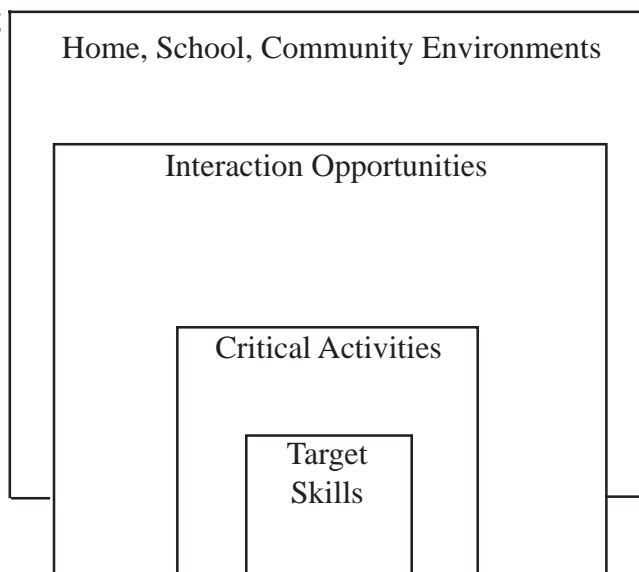 Home, School, Community Environments
Interaction Opportunities
Critical Activities
Target
Skills